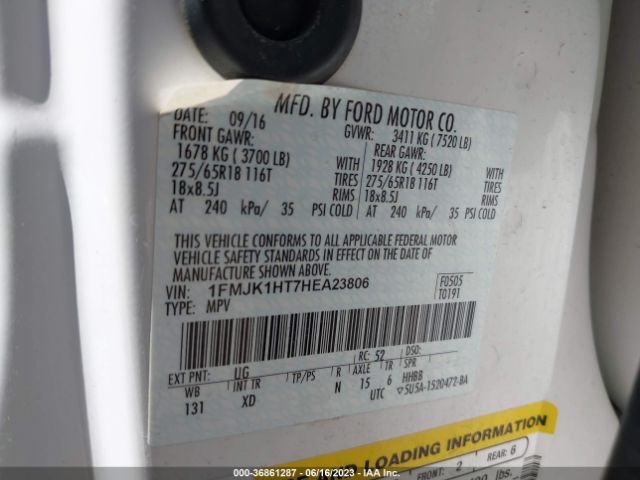 MFD. BY FORD MOTOR CO.
DATE: 09/16 GVWR: 3411 KG ( 7520 LB)
FRONT GAWR: REAR GAWR:
1678 KG ( 3700 LB) WITH 1928 KG ( 4250 LB) WITH
275/65R18 116T TIRES 275/65R18 116T TIRES
18x8.5J RIMS 18x8.5J RIMS
AT 240 kPa/ 35 PSI COLD AT 240 kPa/ 35 PSI COLD
THIS VEHICLE CONFORMS TO ALL APPLICABLE FEDERAL MOTOR
VEHICLE SAFETY STANDARDS IN EFFECT ON THE DATE OF
MANUFACTURE SHOWN ABOVE.
VIN: 1FMJK1HT7HEA23806 F0505
TYPE: MPV T0191
EXT PNT: UG RC: 52 DSO:
WB INT TR TP/PS R AXLE TR SPR
131 XD N 15 6 HHBB
UTC ▽5U5A-1520472-BA
AND LOADING INFORMATION
FRONT: 2 REAR: 6
lbs.
(COPART) - 36861287 - 06/16/2023 - (IAA)